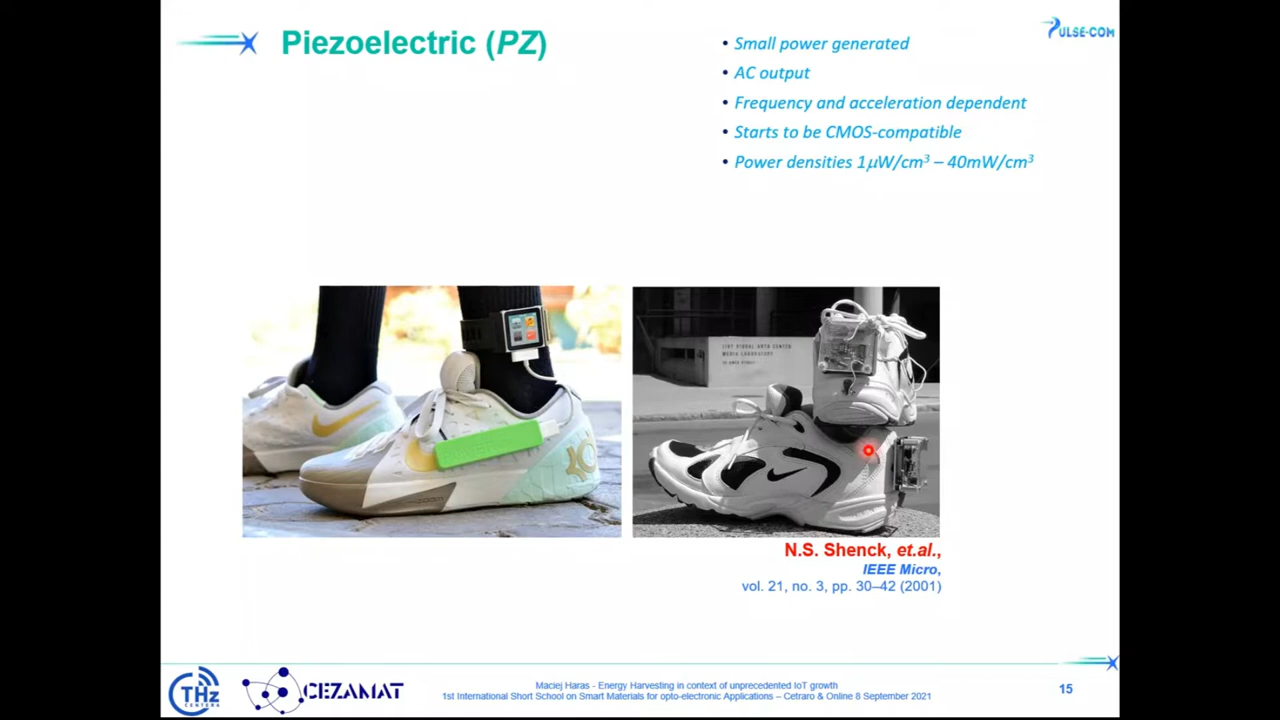 Piezoelectric (PZ)
• Small power generated
• AC output
• Frequency and acceleration dependent
• Starts to be CMOS-compatible
• Power densities 1μW/cm³ – 40mW/cm³
PULSE-COM
MEDIA LABORATORY
N.S. Shenck, et.al.,
IEEE Micro,
vol. 21, no. 3, pp. 30–42 (2001)
THz
CENTERA
CEZAMAT
Maciej Haras - Energy Harvesting in context of unprecedented IoT growth
1st International Short School on Smart Materials for opto-electronic Applications – Cetraro & Online 8 September 2021
15